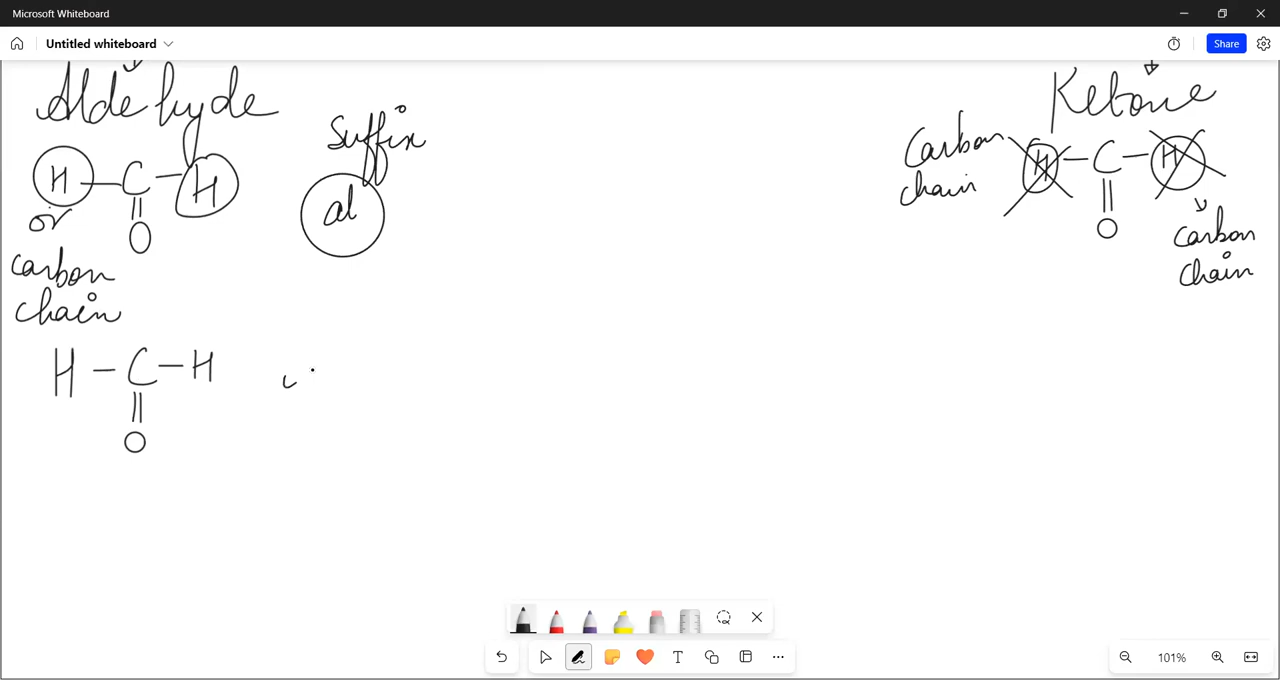 Microsoft Whiteboard
Untitled whiteboard
Share
Aldehyde
Suffix
al
H - C - H
O
or
carbon
chain
H - C - H
O
Ketone
Carbon
chain
H - C - H
O
Carbon
chain
T
101%